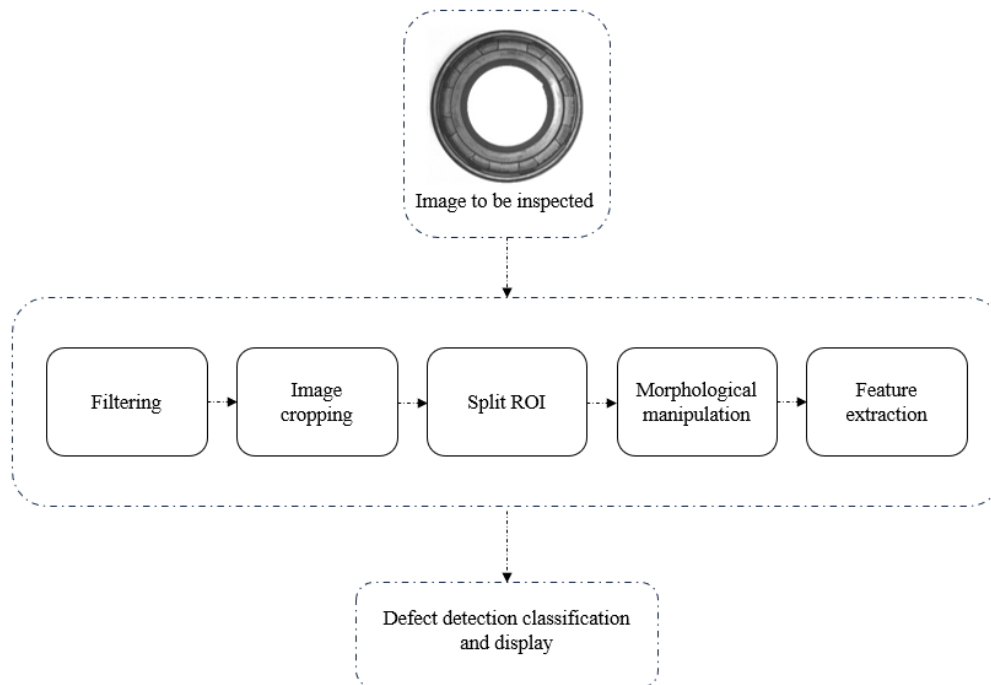 Image to be inspected
Filtering
Image
cropping
Split ROI
Morphological
manipulation
Feature
extraction
Defect detection classification
and display